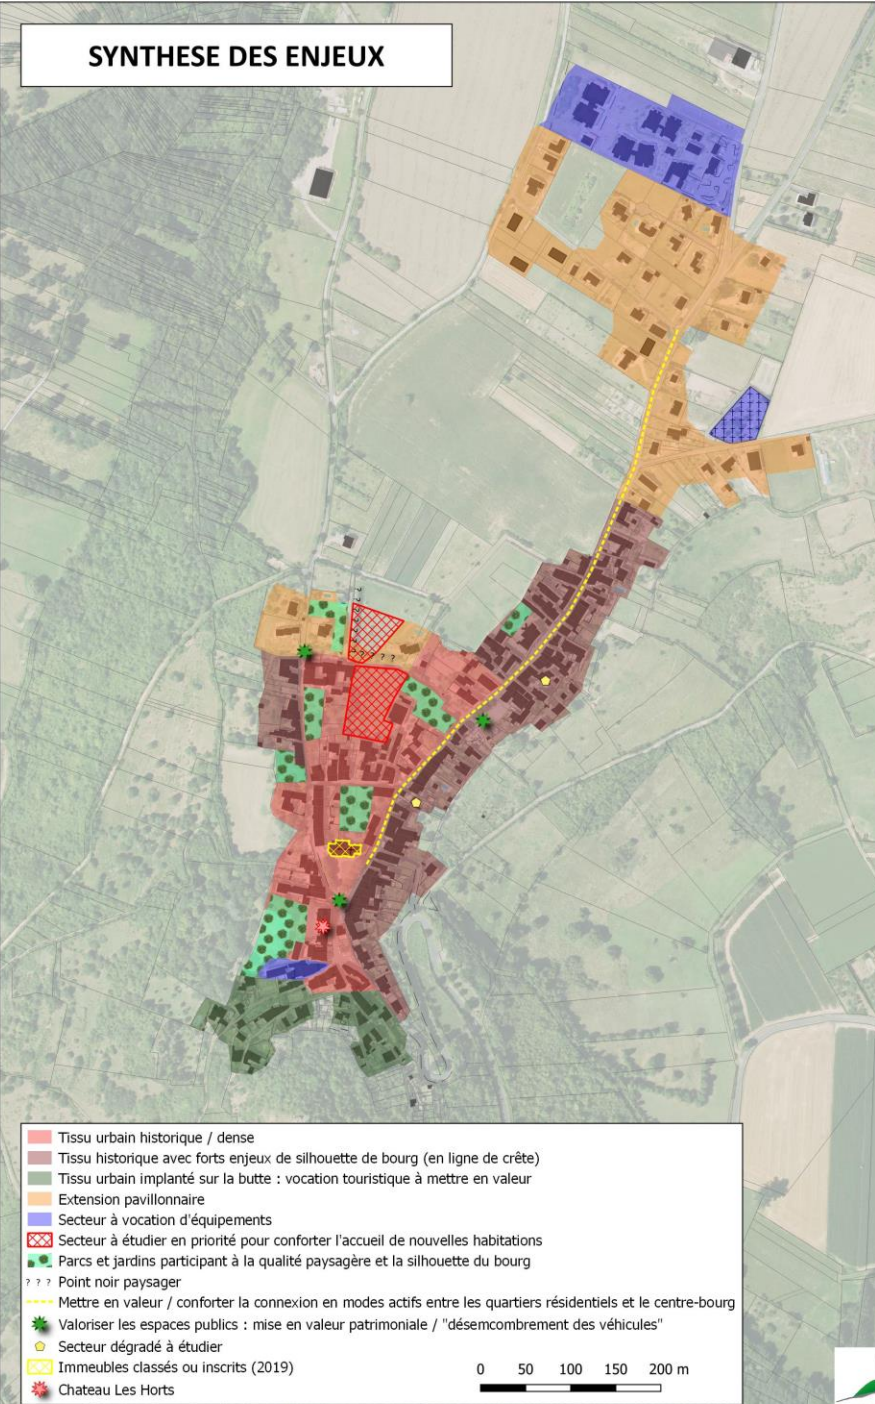 SYNTHESE DES ENJEUX
? ? ? ? ?
? ? ? ? ?
Tissu urbain historique / dense
Tissu historique avec forts enjeux de silhouette de bourg (en ligne de crête)
Tissu urbain implanté sur la butte : vocation touristique à mettre en valeur
Extension pavillonnaire
Secteur à vocation d'équipements
Secteur à étudier en priorité pour conforter l'accueil de nouvelles habitations
Parcs et jardins participant à la qualité paysagère et la silhouette du bourg
? ? ? Point noir paysager
Mettre en valeur / conforter la connexion en modes actifs entre les quartiers résidentiels et le centre-bourg
Valoriser les espaces publics : mise en valeur patrimoniale / "désemcombrement des véhicules"
Secteur dégradé à étudier
Immeubles classés ou inscrits (2019)
Chateau Les Horts
0 50 100 150 200 m